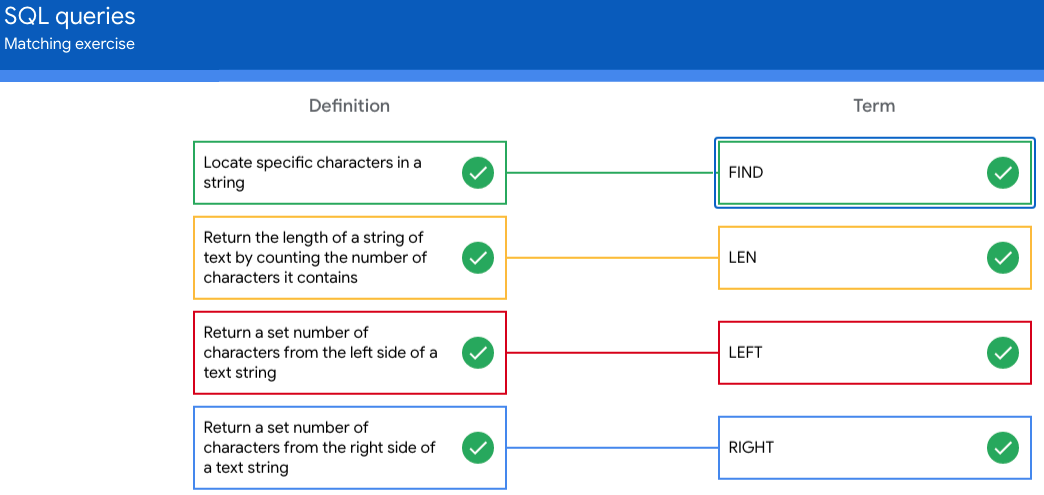 SQL queries
Matching exercise
Definition
Term
Locate specific characters in a
string
FIND
Return the length of a string of
text by counting the number of
characters it contains
LEN
Return a set number of
characters from the left side of a
text string
LEFT
Return a set number of
characters from the right side of
a text string
RIGHT